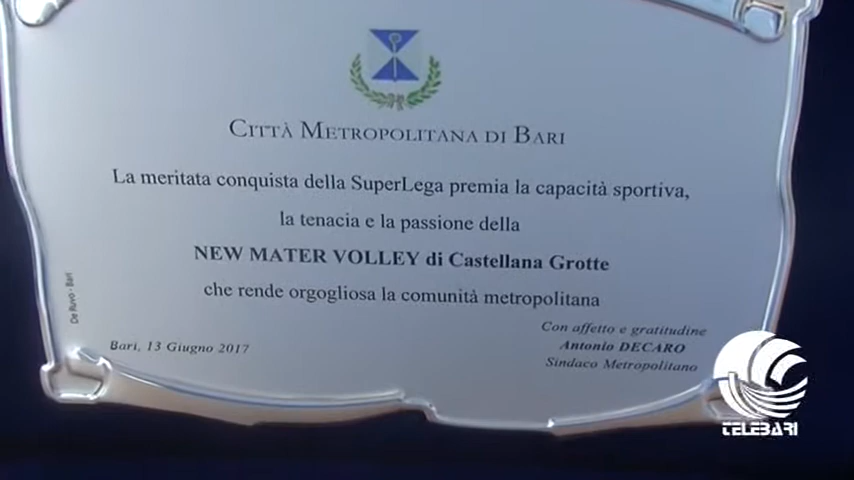 Città Metropolitana di Bari
La meritata conquista della SuperLega premia la capacità sportiva,
la tenacia e la passione della
NEW MATER VOLLEY di Castellana Grotte
che rende orgogliosa la comunità metropolitana
De Ruvo - Bari
Bari, 13 Giugno 2017
Con affetto e gratitudine
Antonio DECARO
Sindaco Metropolitano
TELEBARI